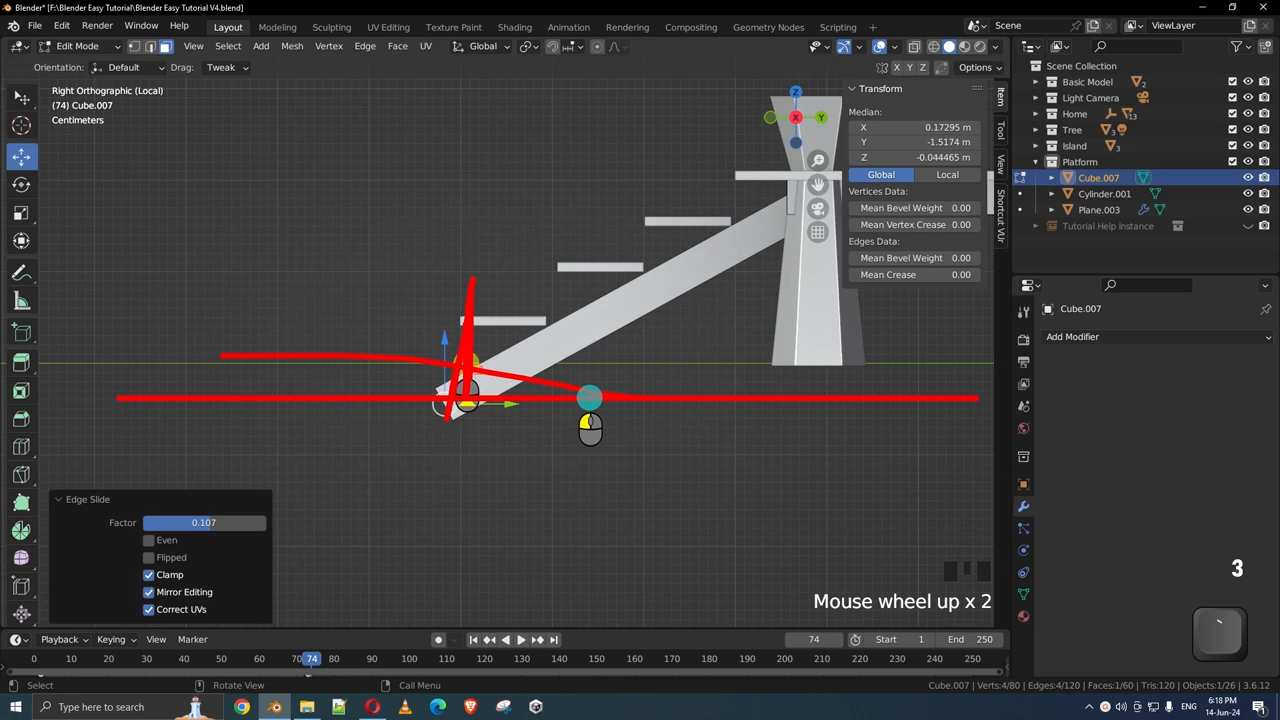 Blender* [F:\Blender Easy Tutorial\Blender Easy Tutorial V4.blend]
File Edit Render Window Help Layout Modeling Sculpting UV Editing Texture Paint Shading Animation Rendering Compositing Geometry Nodes Scripting Scene ViewLayer
Edit Mode View Select Add Mesh Vertex Edge Face UV Global
Orientation: Default Drag: Tweak X Y Z Options
Right Orthographic (Local)
(74) Cube.007
Centimeters
Z
Y
X
Transform
Median:
X 0.17295 m
Y -1.5174 m
Z -0.044465 m
Global Local
Vertices Data:
Mean Bevel Weight 0.00
Mean Vertex Crease 0.00
Edges Data:
Mean Bevel Weight 0.00
Mean Crease 0.00
Item
Tool
View
Shortcut VUr
Scene Collection
Basic Model 2
Light Camera
Home 13
Tree 3
Island 3
Platform
Cube.007
Cylinder.001
Plane.003
Tutorial Help Instance
Cube.007
Add Modifier
Edge Slide
Factor 0.107
Even
Flipped
Clamp
Mirror Editing
Correct UVs
Mouse wheel up x 2
3
Playback Keying View Marker 74 Start 1 End 250
0 10 20 30 40 50 60 70 74 80 90 100 110 120 130 140 150 160 170 180 190 200 210 220 230 240 250
Select Rotate View Call Menu Cube.007 | Verts:4/80 | Edges:4/120 | Faces:1/60 | Tris:120 | Objects:1/26 | 3.6.12
Type here to search
ENG
6:18 PM
14-Jun-24